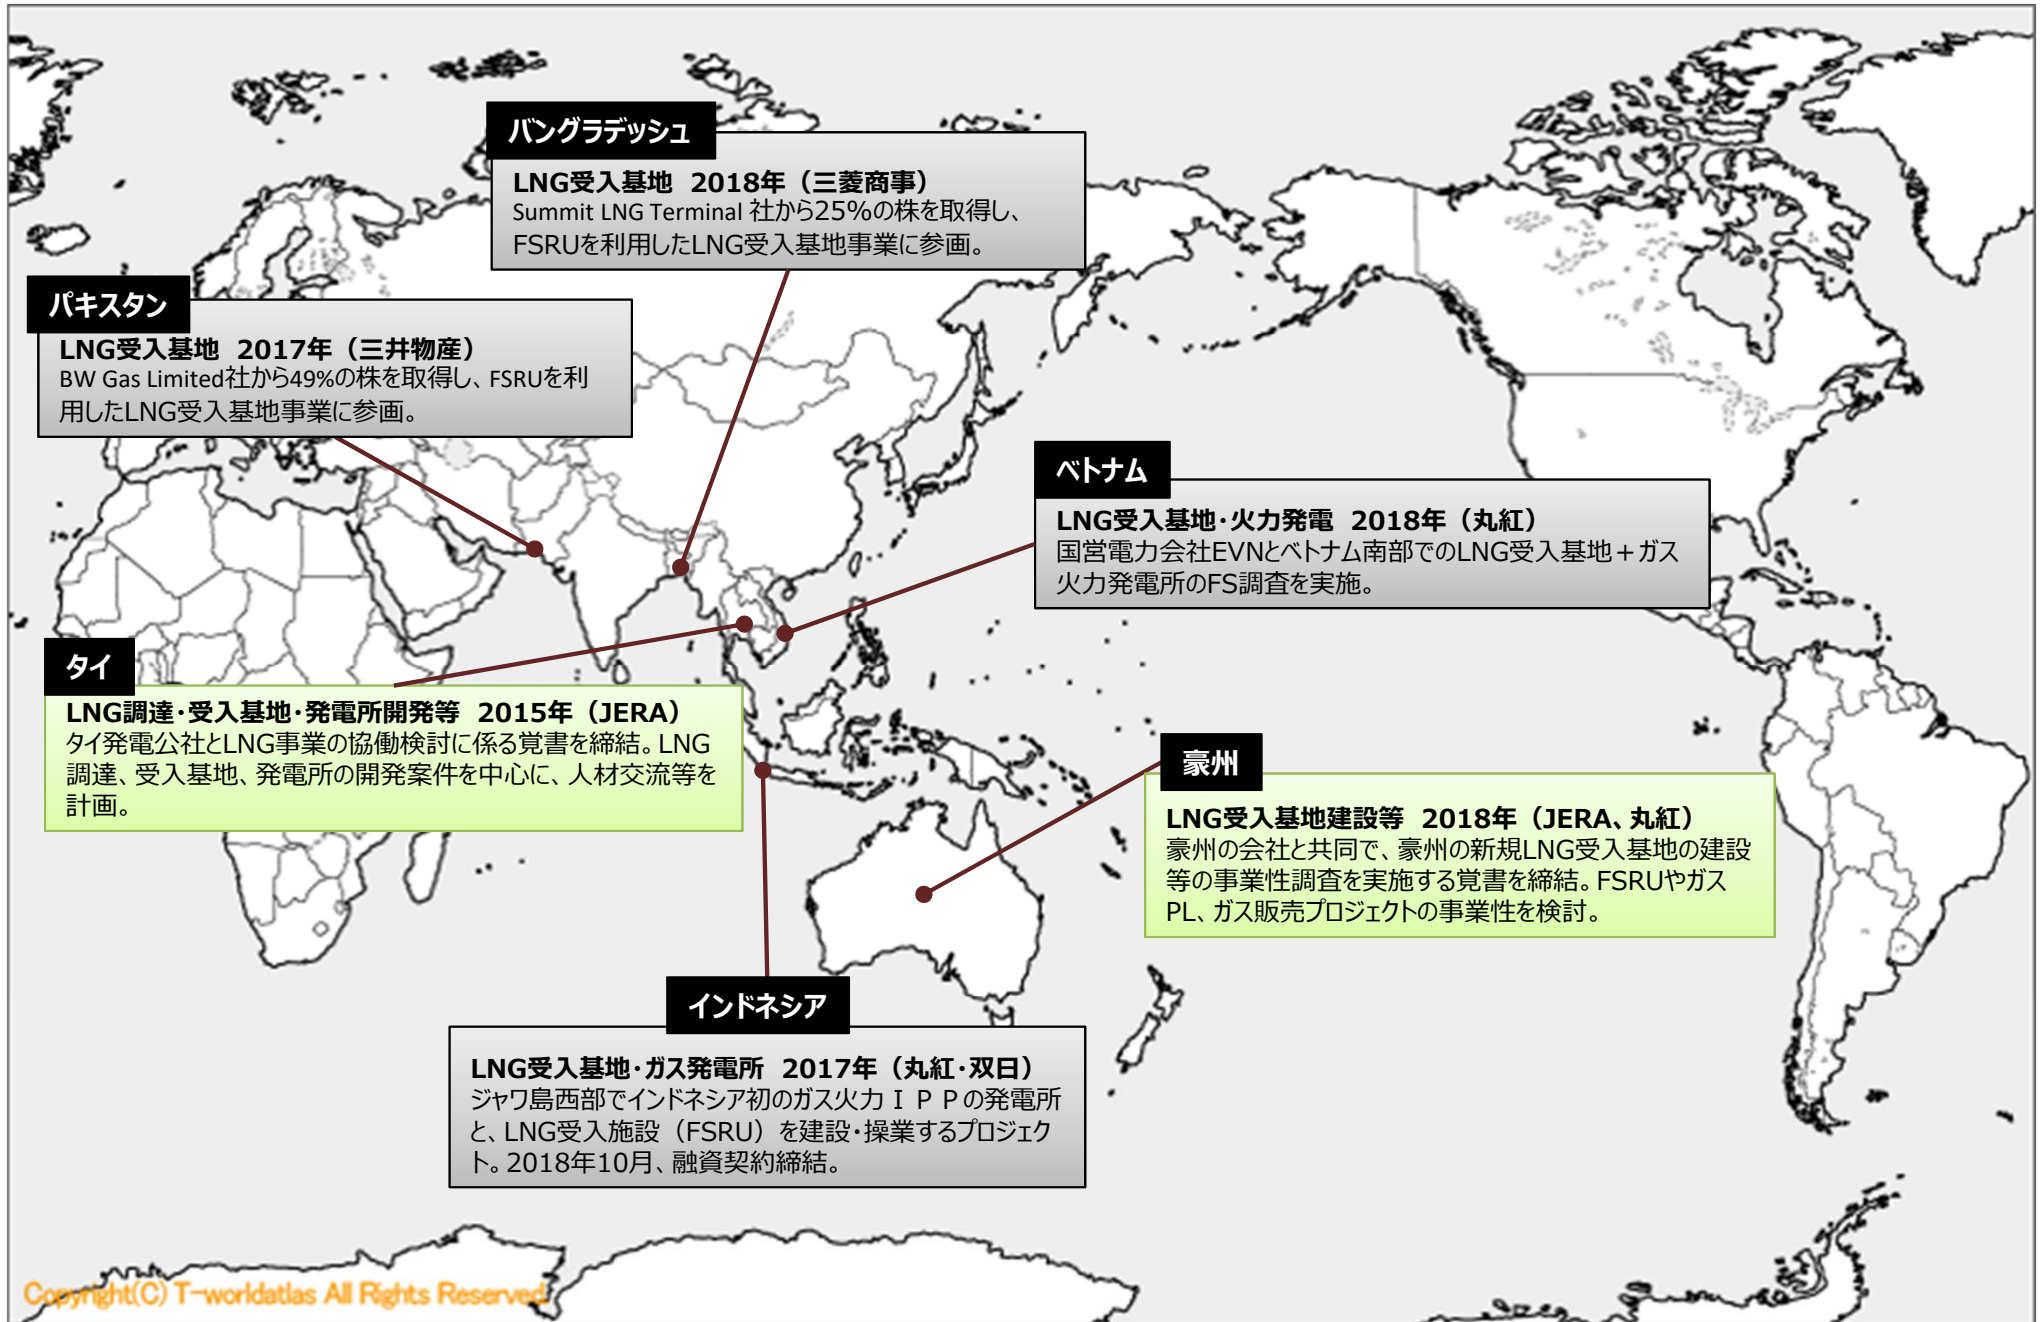 バングラデッシュ
LNG受入基地 2018年（三菱商事）
Summit LNG Terminal 社から25%の株を取得し、
FSRUを利用したLNG受入基地事業に参画。
パキスタン
LNG受入基地 2017年（三井物産）
BW Gas Limited社から49%の株を取得し、FSRUを利
用したLNG受入基地事業に参画。
ベトナム
LNG受入基地・火力発電 2018年（丸紅）
国営電力会社EVNとベトナム南部でのLNG受入基地＋ガス
火力発電所のFS調査を実施。
タイ
LNG調達・受入基地・発電所開発等 2015年（JERA）
タイ発電公社とLNG事業の協働検討に係る覚書を締結。LNG
調達、受入基地、発電所の開発案件を中心に、人材交流等を
計画。
豪州
LNG受入基地建設等 2018年（JERA、丸紅）
豪州の会社と共同で、豪州の新規LNG受入基地の建設
等の事業性調査を実施する覚書を締結。FSRUやガス
PL、ガス販売プロジェクトの事業性を検討。
インドネシア
LNG受入基地・ガス発電所 2017年（丸紅・双日）
ジャワ島西部でインドネシア初のガス火力ＩＰＰの発電所
と、LNG受入施設（FSRU）を建設・操業するプロジェク
ト。2018年10月、融資契約締結。
Copyright(C) T-worldatlas All Rights Reserved